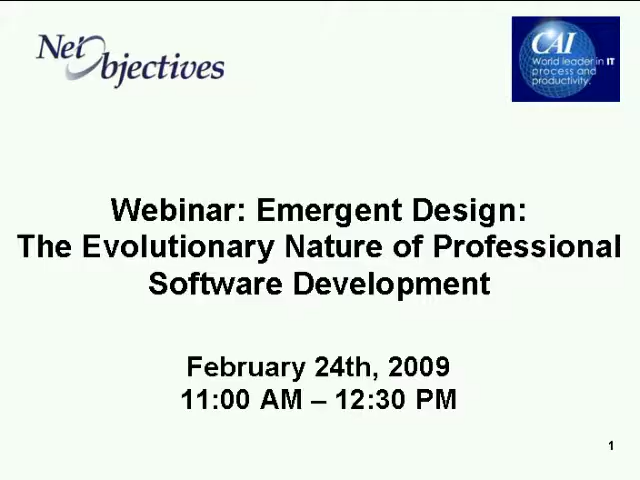 Net Objectives
CAI
World leader in IT
process and
productivity.
Webinar: Emergent Design:
The Evolutionary Nature of Professional
Software Development
February 24th, 2009
11:00 AM – 12:30 PM
1